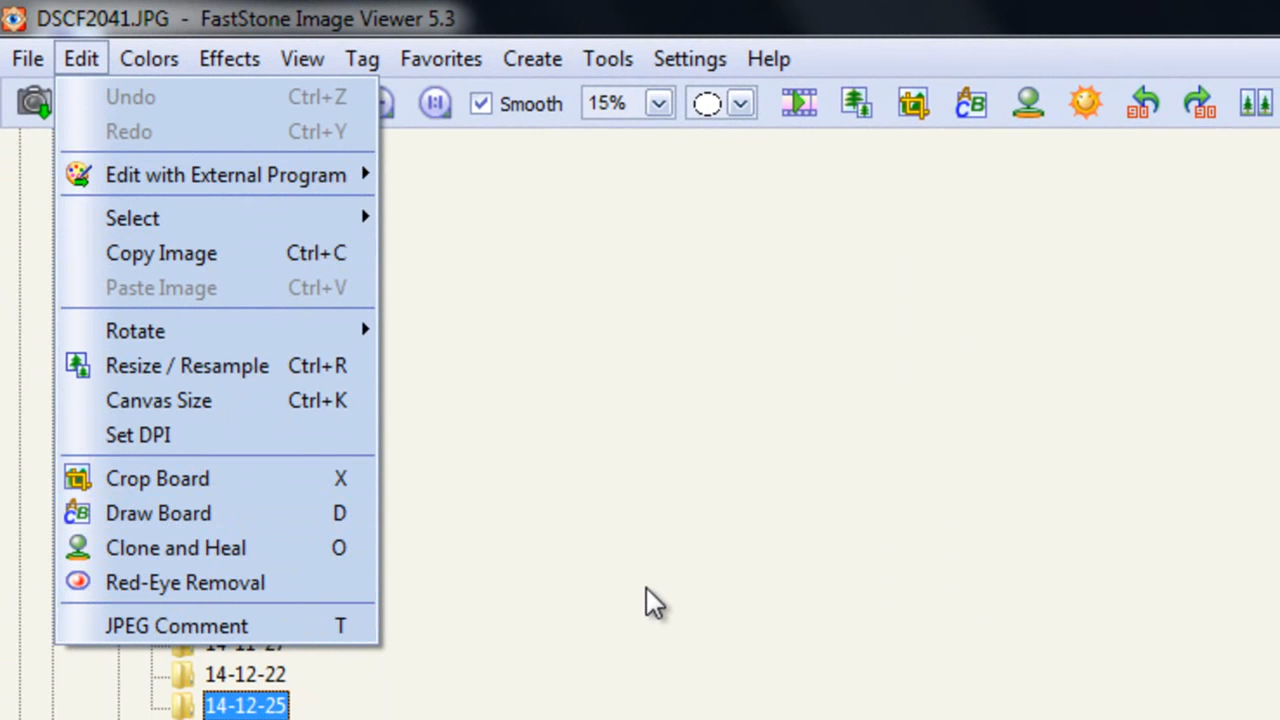 DSCF2041.JPG - FastStone Image Viewer 5.3
File Edit Colors Effects View Tag Favorites Create Tools Settings Help
Smooth 15%
Undo Ctrl+Z
Redo Ctrl+Y
Edit with External Program
Select
Copy Image Ctrl+C
Paste Image Ctrl+V
Rotate
Resize / Resample Ctrl+R
Canvas Size Ctrl+K
Set DPI
Crop Board X
Draw Board D
Clone and Heal O
Red-Eye Removal
JPEG Comment T
14-12-22
14-12-25